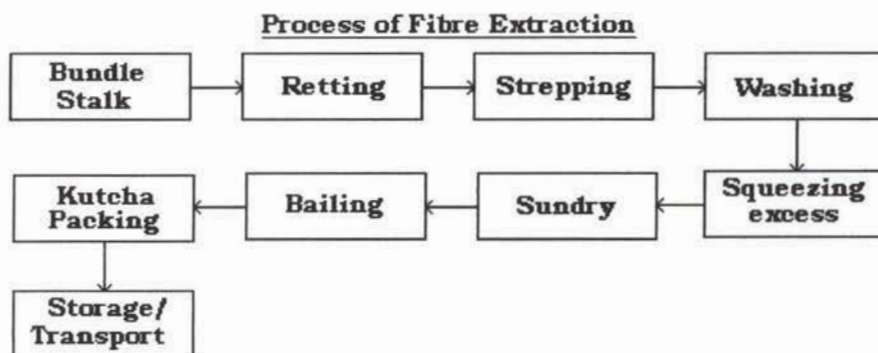 Process of Fibre Extraction
Bundle
Stalk
Retting
Strepping
Washing
Squeezing
excess
Sundry
Bailing
Kutcha
Packing
Storage/
Transport